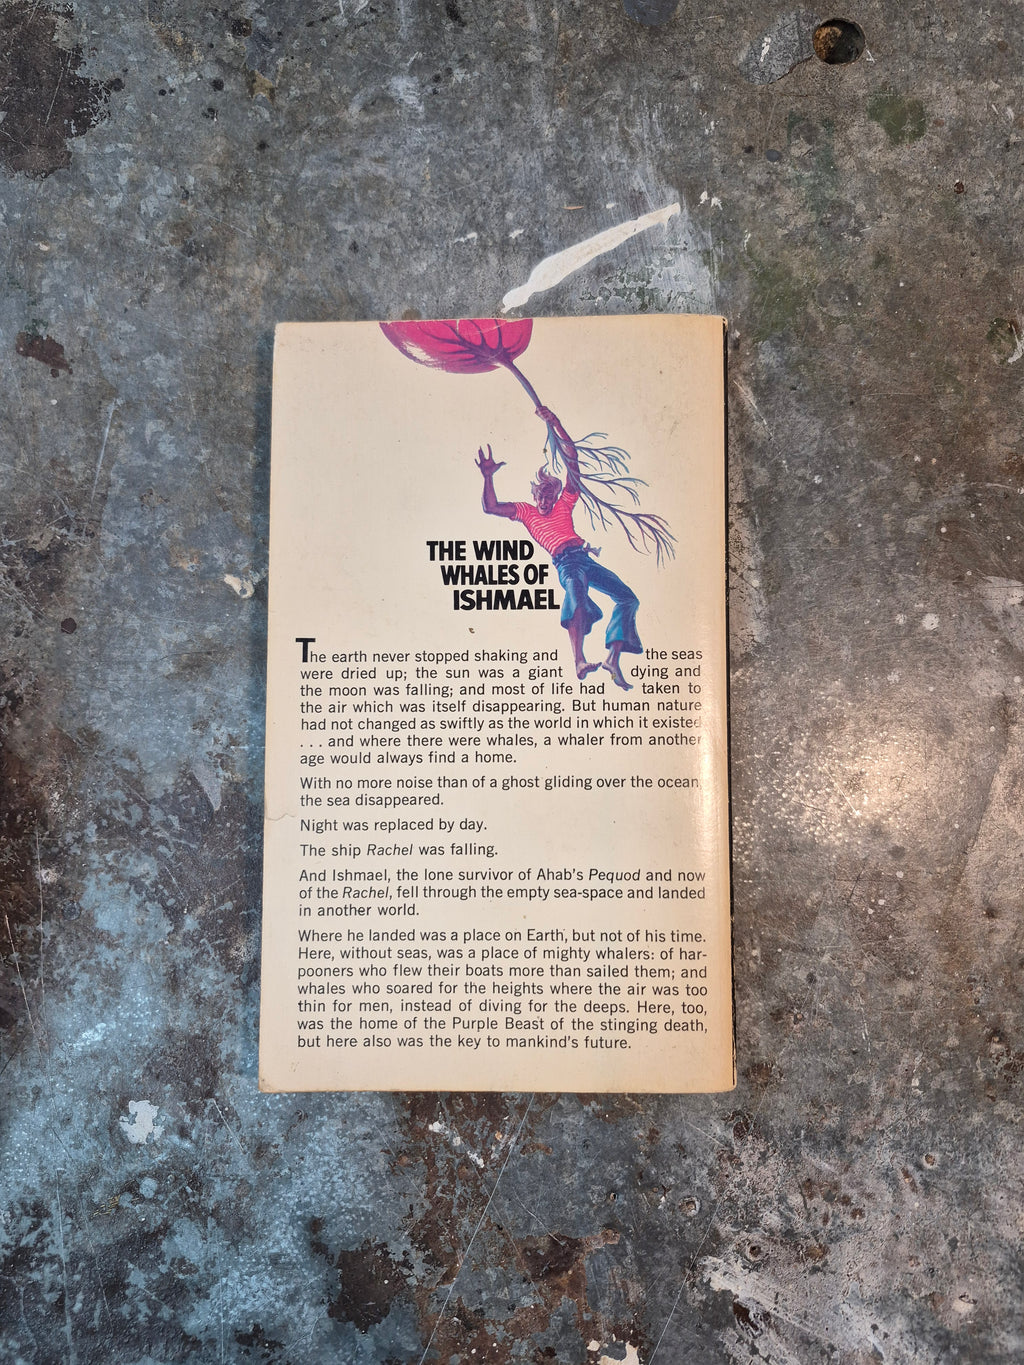 THE WIND
WHALES OF
ISHMAEL
The earth never stopped shaking and the seas
were dried up; the sun was a giant dying and
the moon was falling; and most of life had taken to
the air which was itself disappearing. But human nature
had not changed as swiftly as the world in which it existed
. . . and where there were whales, a whaler from another
age would always find a home.
With no more noise than of a ghost gliding over the ocean,
the sea disappeared.
Night was replaced by day.
The ship Rachel was falling.
And Ishmael, the lone survivor of Ahab's Pequod and now
of the Rachel, fell through the empty sea-space and landed
in another world.
Where he landed was a place on Earth, but not of his time.
Here, without seas, was a place of mighty whalers: of har-
pooners who flew their boats more than sailed them; and
whales who soared for the heights where the air was too
thin for men, instead of diving for the deeps. Here, too,
was the home of the Purple Beast of the stinging death,
but here also was the key to mankind's future.